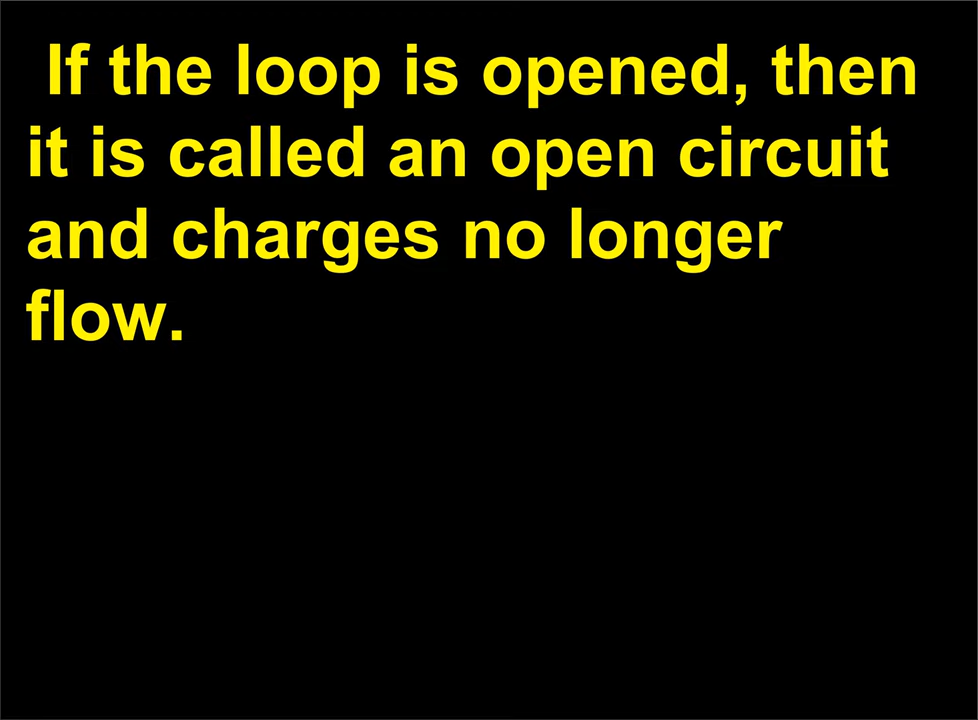 If the loop is opened, then
it is called an open circuit
and charges no longer
flow.